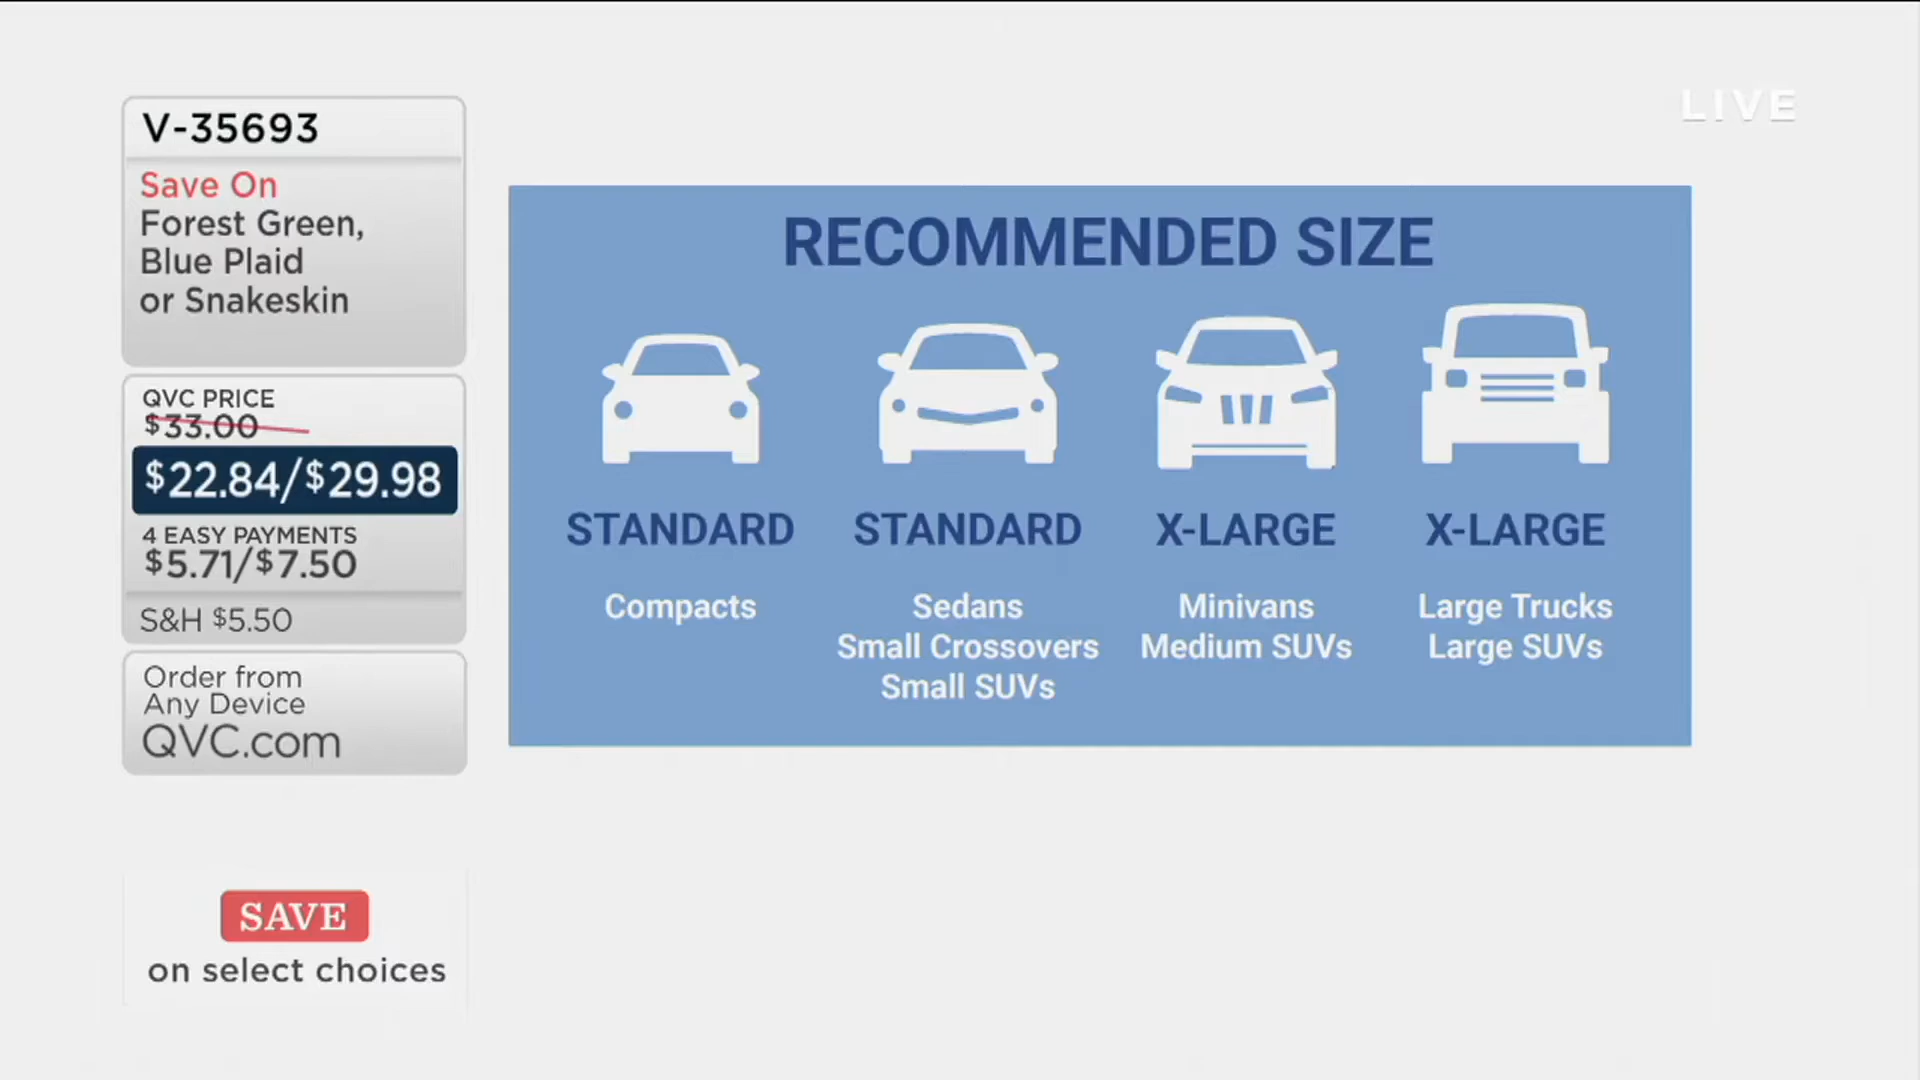 V-35693
Save On
Forest Green,
Blue Plaid
or Snakeskin
QVC PRICE
$33.00
$22.84/$29.98
4 EASY PAYMENTS
$5.71/$7.50
S&H $5.50
Order from
Any Device
QVC.com
SAVE
on select choices
LIVE
RECOMMENDED SIZE
STANDARD
Compacts
STANDARD
Sedans
Small Crossovers
Small SUVs
X-LARGE
Minivans
Medium SUVs
X-LARGE
Large Trucks
Large SUVs